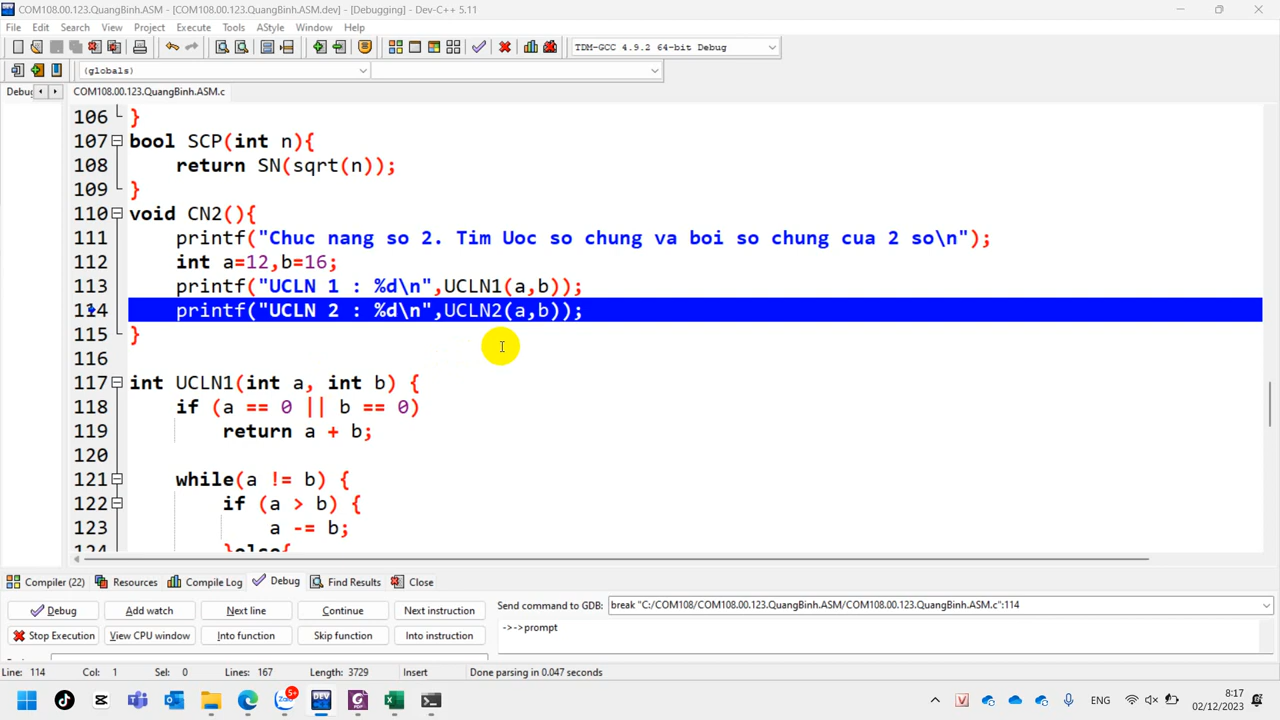 COM108.00.123.QuangBinh.ASM - [COM108.00.123.QuangBinh.ASM.dev] - [Debugging] - Dev-C++ 5.11
File Edit Search View Project Execute Tools AStyle Window Help
TDM-GCC 4.9.2 64-bit Debug
(globals)
Debug COM108.00.123.QuangBinh.ASM.c
106 }
107 bool SCP(int n){
108 return SN(sqrt(n));
109 }
110 void CN2(){
111 printf("Chuc nang so 2. Tim Uoc so chung va boi so chung cua 2 so\n");
112 int a=12,b=16;
113 printf("UCLN 1 : %d\n",UCLN1(a,b));
114 printf("UCLN 2 : %d\n",UCLN2(a,b));
115 }
116
117 int UCLN1(int a, int b) {
118 if (a == 0 || b == 0)
119 return a + b;
120
121 while(a != b) {
122 if (a > b) {
123 a -= b;
124 }else{
Compiler (22) Resources Compile Log Debug Find Results Close
Debug Add watch Next line Continue Next instruction Send command to GDB: break "C:/COM108/COM108.00.123.QuangBinh.ASM/COM108.00.123.QuangBinh.ASM.c":114
Stop Execution View CPU window Into function Skip function Into instruction ->->prompt
Line: 114 Col: 1 Sel: 0 Lines: 167 Length: 3729 Insert Done parsing in 0.047 seconds
5+ Zalo DEV ENG 8:17
02/12/2023